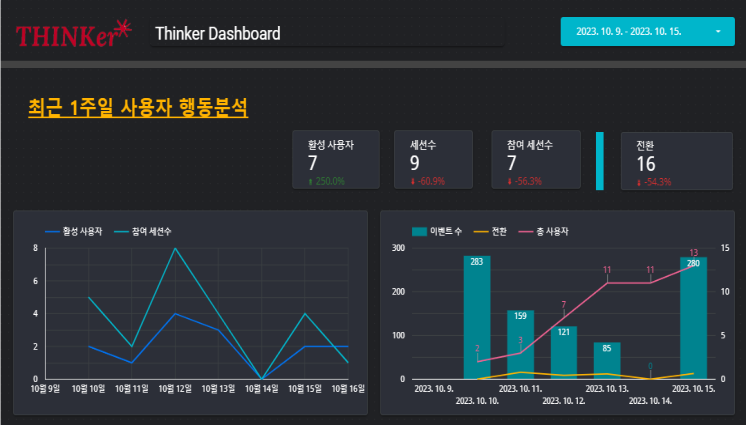 THINKer
Thinker Dashboard
2023. 10. 9. - 2023. 10. 15.
최근 1주일 사용자 행동분석
활성 사용자
7
250.0%
세션수
9
-60.9%
참여 세션수
7
-56.3%
전환
16
-54.3%
활성 사용자 참여 세션수
8
6
4
2
0
10월 9일 10월 10일 10월 11일 10월 12일 10월 13일 10월 14일 10월 15일 10월 16일
이벤트 수 전환 총 사용자
300 15
200 10
100 5
0 0
283 159 121 85 280
2 3 7 11 11 13
0
2023. 10. 9. 2023. 10. 11. 2023. 10. 13. 2023. 10. 15.
2023. 10. 10. 2023. 10. 12. 2023. 10. 14.